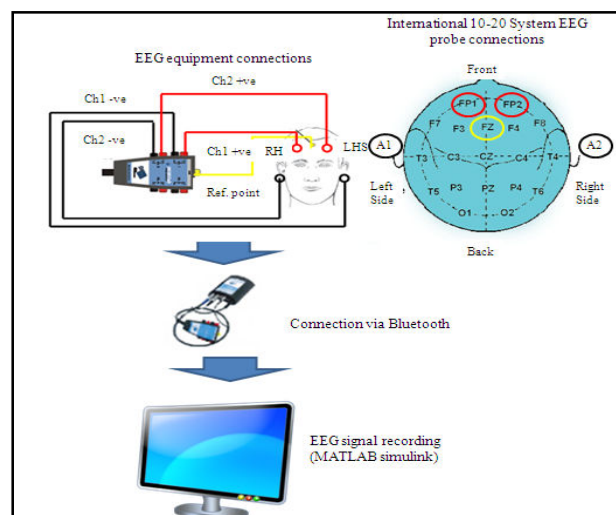 International 10-20 System EEG
probe connections
EEG equipment connections
Ch1 -ve
Ch2 +ve
Ch2 -ve
Ch1 +ve
RH
LHS
Ref. point
Front
FP1
FP2
F7
F3
FZ
F4
F8
A1
A2
T3
C3
CZ
C4
T4
Left
Side
Right
Side
T5
P3
PZ
P4
T6
O1
O2
Back
Connection via Bluetooth
EEG signal recording
(MATLAB simulink)